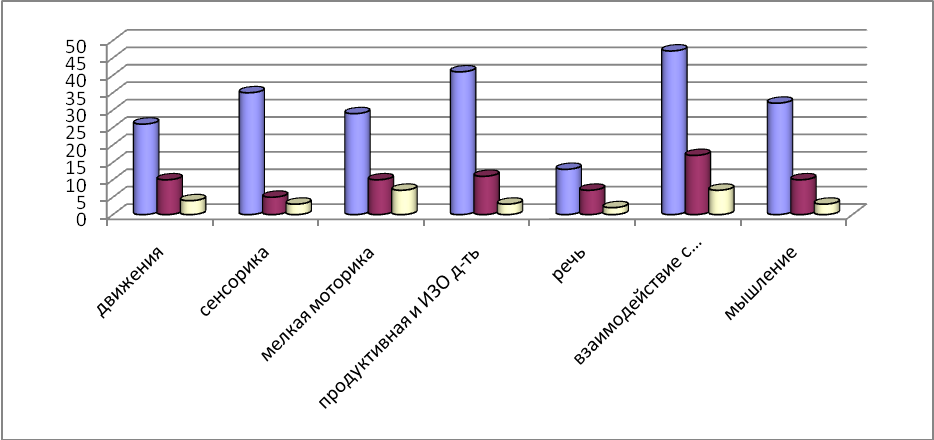 50
45
40
35
30
25
20
15
10
5
0
движения
сенсорика
мелкая моторика
продуктивная и ИЗО д-ть
речь
взаимодействие с...
мышление